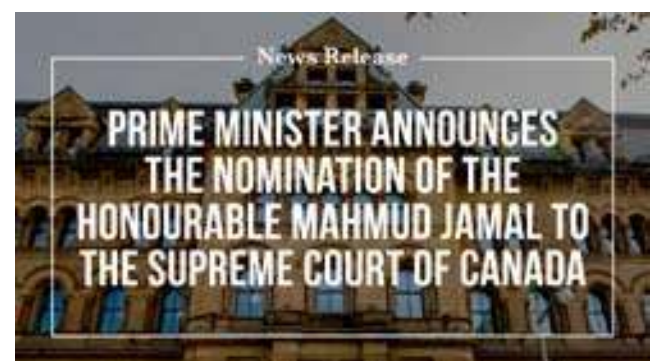 News Release
PRIME MINISTER ANNOUNCES
THE NOMINATION OF THE
HONOURABLE MAHMUD JAMAL TO
THE SUPREME COURT OF CANADA